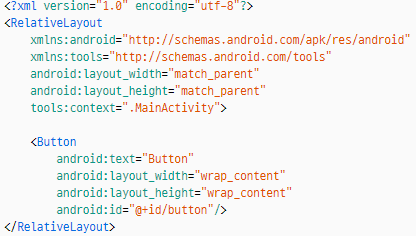 <?xml version="1.0" encoding="utf-8"?>
<RelativeLayout
    xmlns:android="http://schemas.android.com/apk/res/android"
    xmlns:tools="http://schemas.android.com/tools"
    android:layout_width="match_parent"
    android:layout_height="match_parent"
    tools:context=".MainActivity">

    <Button
        android:text="Button"
        android:layout_width="wrap_content"
        android:layout_height="wrap_content"
        android:id="@+id/button"/>
</RelativeLayout>